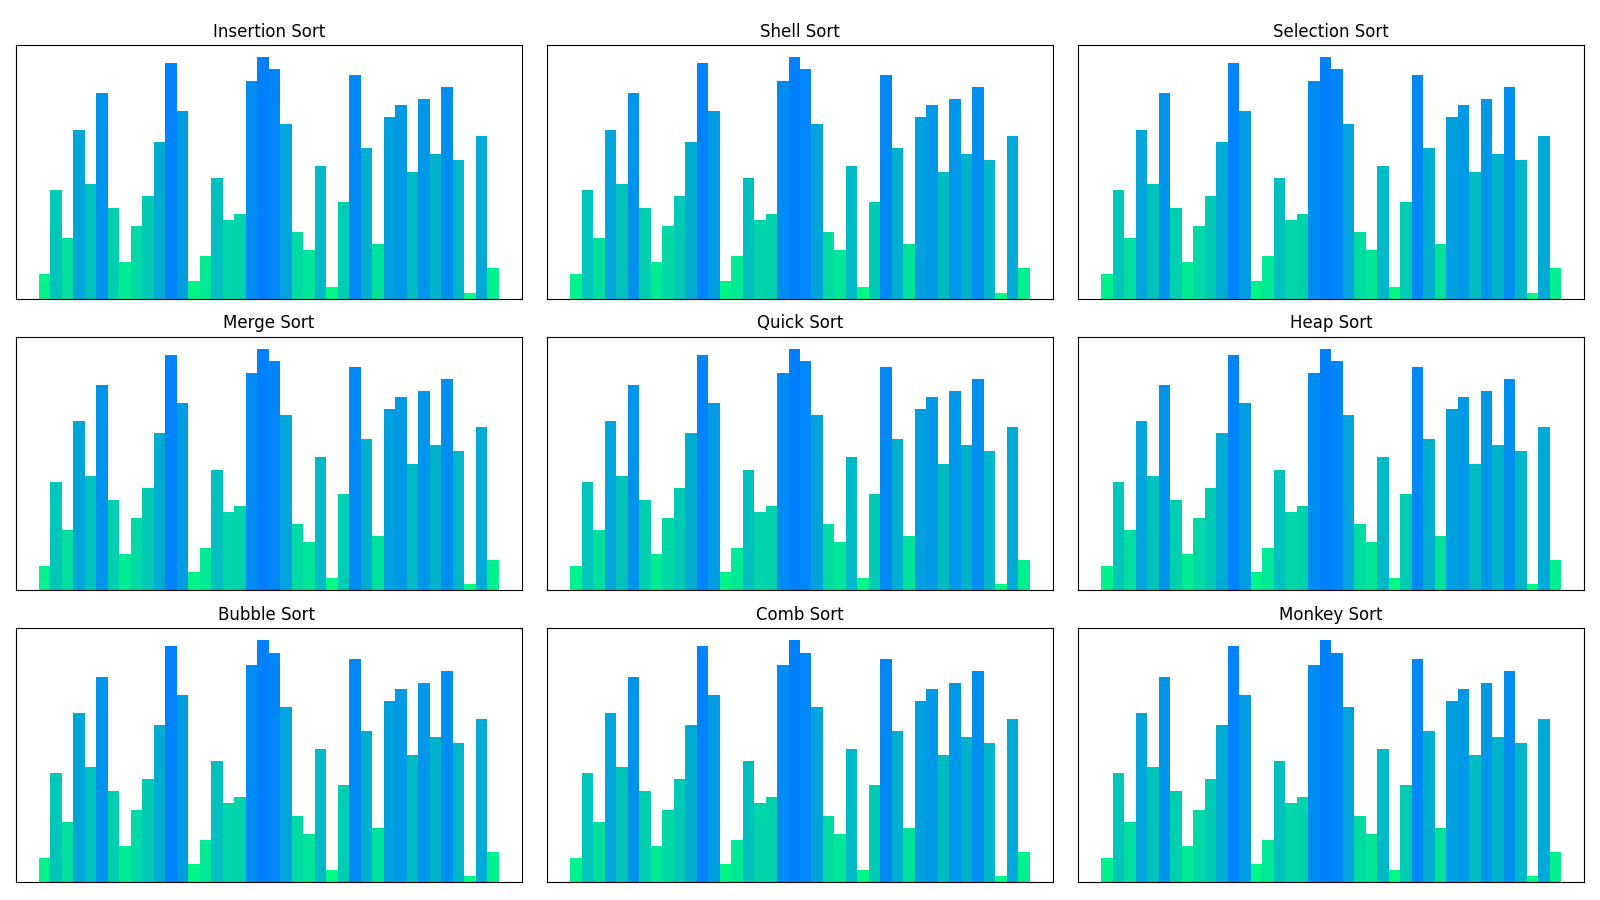 Insertion Sort
Shell Sort
Selection Sort
Merge Sort
Quick Sort
Heap Sort
Bubble Sort
Comb Sort
Monkey Sort